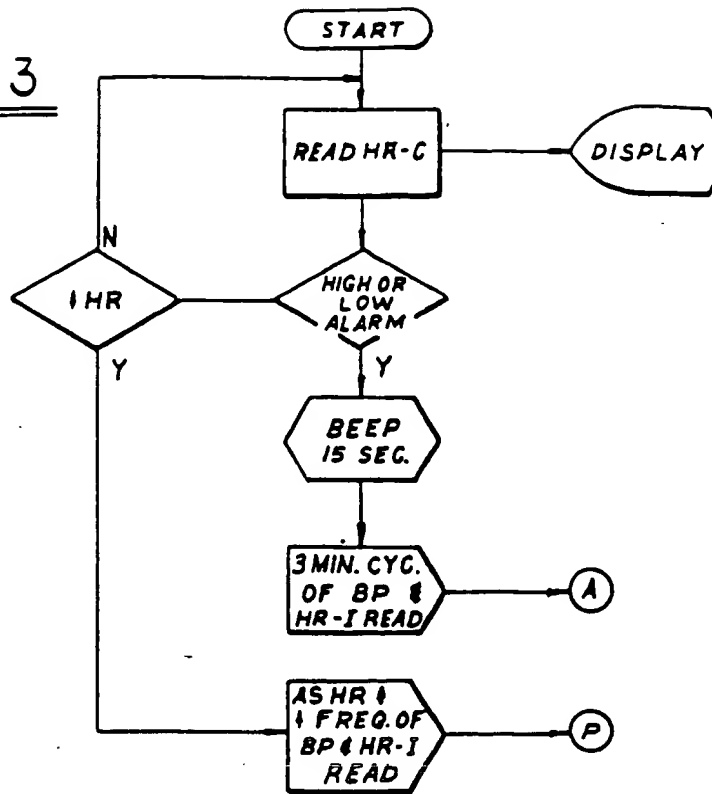 START
3
READ HR-C
DISPLAY
N
↓ HR
HIGH OR
LOW
ALARM
Y
Y
BEEP
15 SEC.
3 MIN. CYC.
OF BP &
HR-I READ
A
AS HR ↓
↓ FREQ. OF
BP & HR-I
READ
P